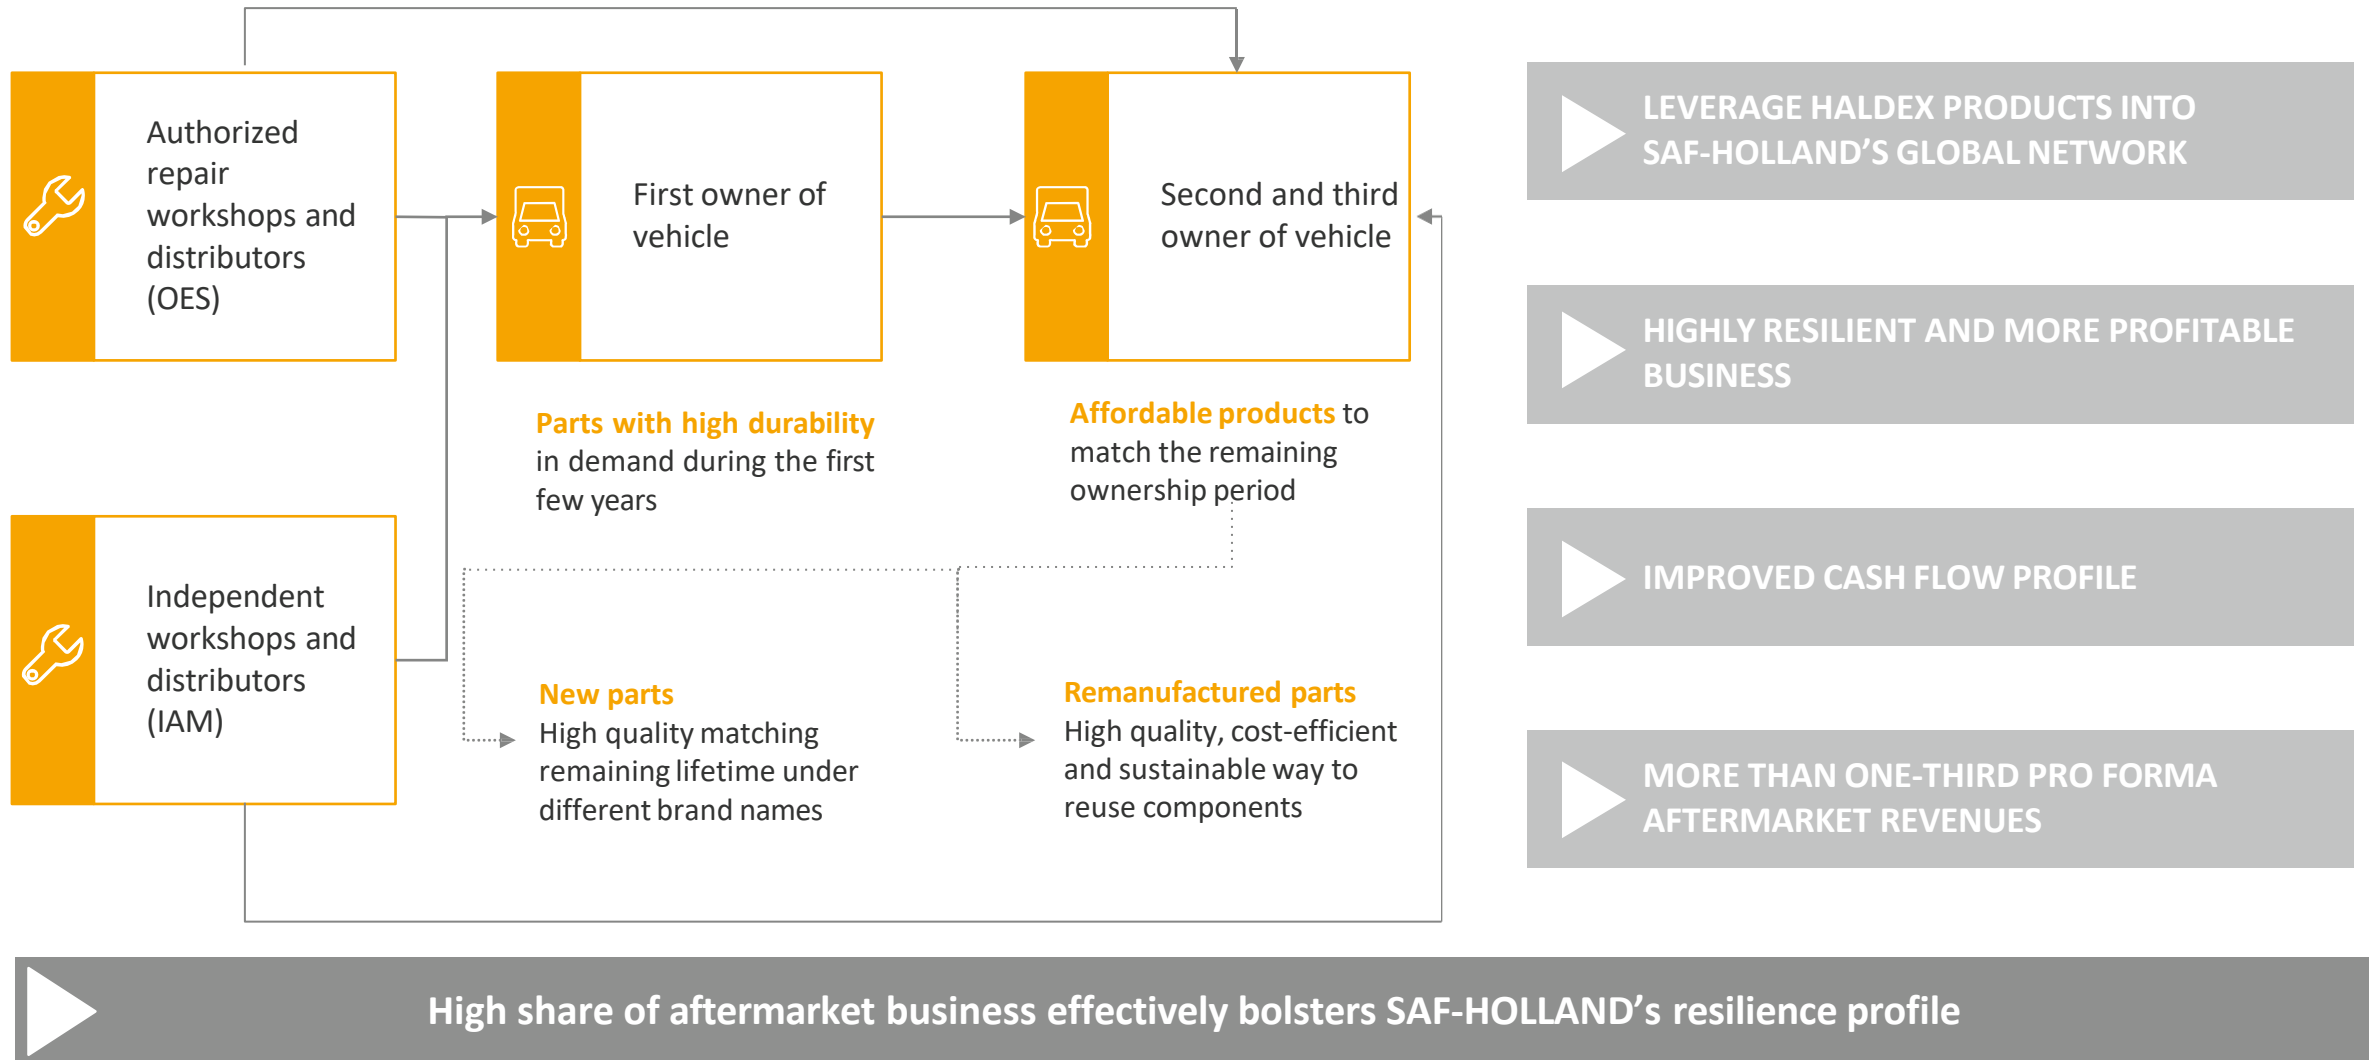 Authorized
repair
workshops and
distributors
(OES)
First owner of
vehicle
Second and third
owner of vehicle
Parts with high durability
in demand during the first
few years
Affordable products to
match the remaining
ownership period
Independent
workshops and
distributors
(IAM)
New parts
High quality matching
remaining lifetime under
different brand names
Remanufactured parts
High quality, cost-efficient
and sustainable way to
reuse components
LEVERAGE HALDEX PRODUCTS INTO
SAF-HOLLAND’S GLOBAL NETWORK
HIGHLY RESILIENT AND MORE PROFITABLE
BUSINESS
IMPROVED CASH FLOW PROFILE
MORE THAN ONE-THIRD PRO FORMA
AFTERMARKET REVENUES
High share of aftermarket business effectively bolsters SAF-HOLLAND’s resilience profile